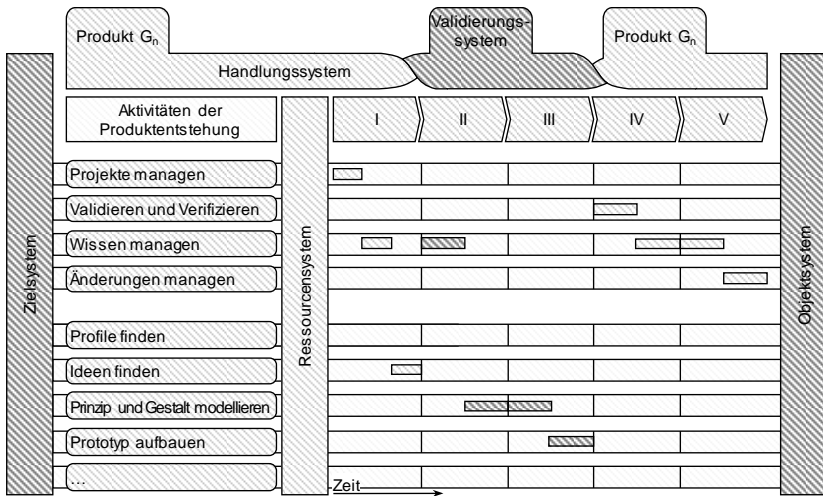 Produkt Gn
Validierungs-
system
Produkt Gn
Handlungssystem
Aktivitäten der
Produktentstehung
I
II
III
IV
V
Zielsystem
Ressourcensystem
Objektsystem
Projekte managen
Validieren und Verifizieren
Wissen managen
Änderungen managen
Profile finden
Ideen finden
Prinzip und Gestalt modellieren
Prototyp aufbauen
...
Zeit